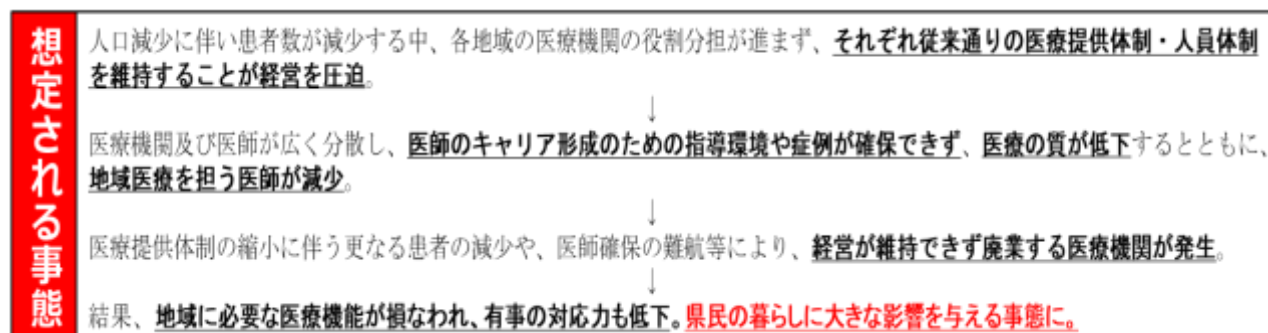 想定される事態
人口減少に伴い患者数が減少する中、各地域の医療機関の役割分担が進まず、それぞれ従来通りの医療提供体制・人員体制
を維持することが経営を圧迫。
↓
医療機関及び医師が広く分散し、医師のキャリア形成のための指導環境や症例が確保できず、医療の質が低下するとともに、
地域医療を担う医師が減少。
↓
医療提供体制の縮小に伴う更なる患者の減少や、医師確保の難航等により、経営が維持できず廃業する医療機関が発生。
↓
結果、地域に必要な医療機能が損なわれ、有事の対応力も低下。県民の暮らしに大きな影響を与える事態に。